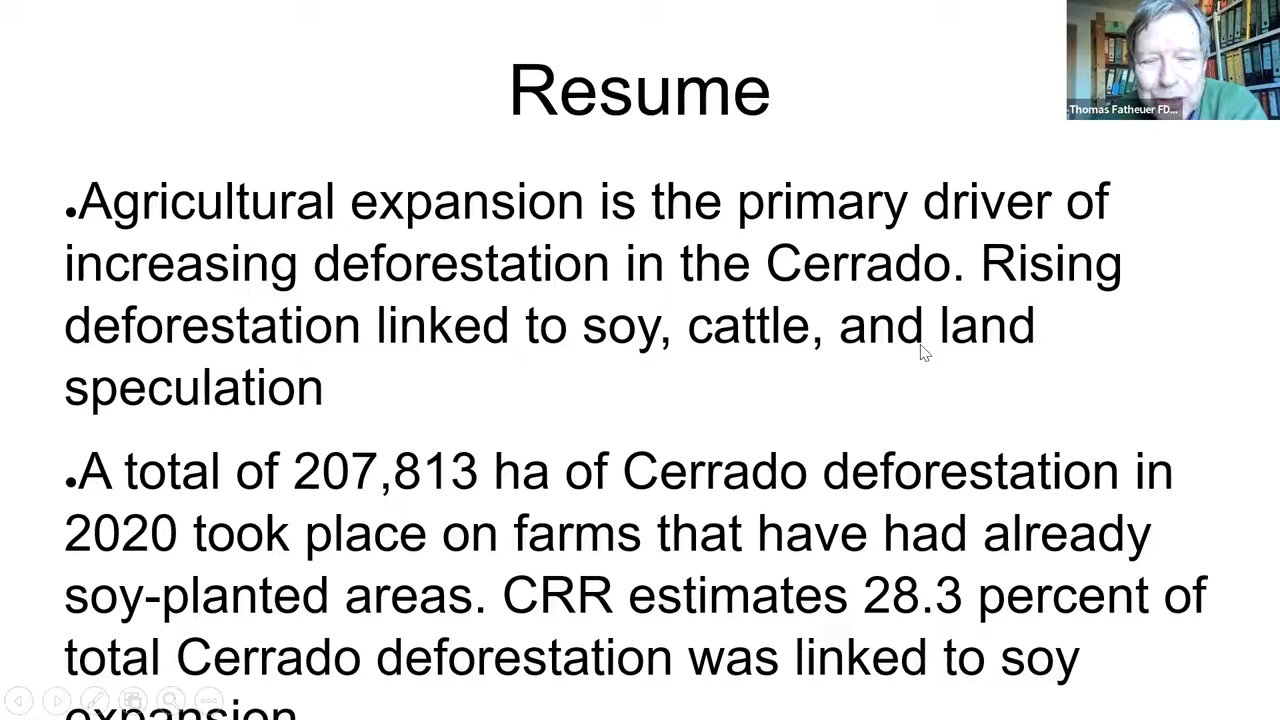 Resume
-Thomas Fatheuer FD...
•Agricultural expansion is the primary driver of
increasing deforestation in the Cerrado. Rising
deforestation linked to soy, cattle, and land
speculation
•A total of 207,813 ha of Cerrado deforestation in
2020 took place on farms that have had already
soy-planted areas. CRR estimates 28.3 percent of
total Cerrado deforestation was linked to soy
expansion